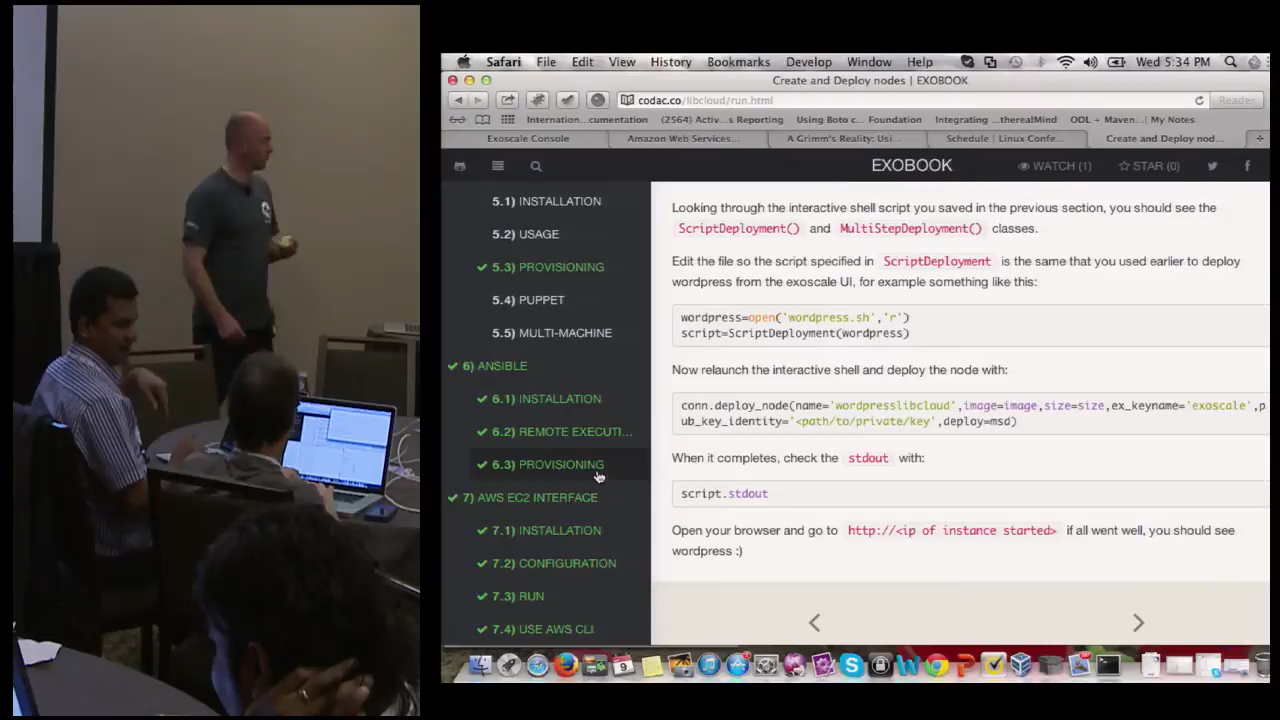 Safari File Edit View History Bookmarks Develop Window Help Wed 5:34 PM
Create and Deploy nodes | EXOBOOK
codac.co/libcloud/run.html Reader
Internation...cumentation (2564) Activ...s Reporting Using Boto c... Foundation Integrating ...therealMind ODL + Maven...| My Notes
Exoscale Console Amazon Web Services... A Grimm's Reality: Usi... Schedule | Linux Confe... Create and Deploy nod...
EXOBOOK WATCH (1) STAR (0)
5.1) INSTALLATION
5.2) USAGE
5.3) PROVISIONING
5.4) PUPPET
5.5) MULTI-MACHINE
6) ANSIBLE
6.1) INSTALLATION
6.2) REMOTE EXECUTI...
6.3) PROVISIONING
7) AWS EC2 INTERFACE
7.1) INSTALLATION
7.2) CONFIGURATION
7.3) RUN
7.4) USE AWS CLI
Looking through the interactive shell script you saved in the previous section, you should see the
ScriptDeployment() and MultiStepDeployment() classes.
Edit the file so the script specified in ScriptDeployment is the same that you used earlier to deploy
wordpress from the exoscale UI, for example something like this:
wordpress=open('wordpress.sh','r')
script=ScriptDeployment(wordpress)
Now relaunch the interactive shell and deploy the node with:
conn.deploy_node(name='wordpresslibcloud',image=image,size=size,ex_keyname='exoscale',p
ub_key_identity='<path/to/private/key',deploy=msd)
When it completes, check the stdout with:
script.stdout
Open your browser and go to http://<ip of instance started> if all went well, you should see
wordpress :)